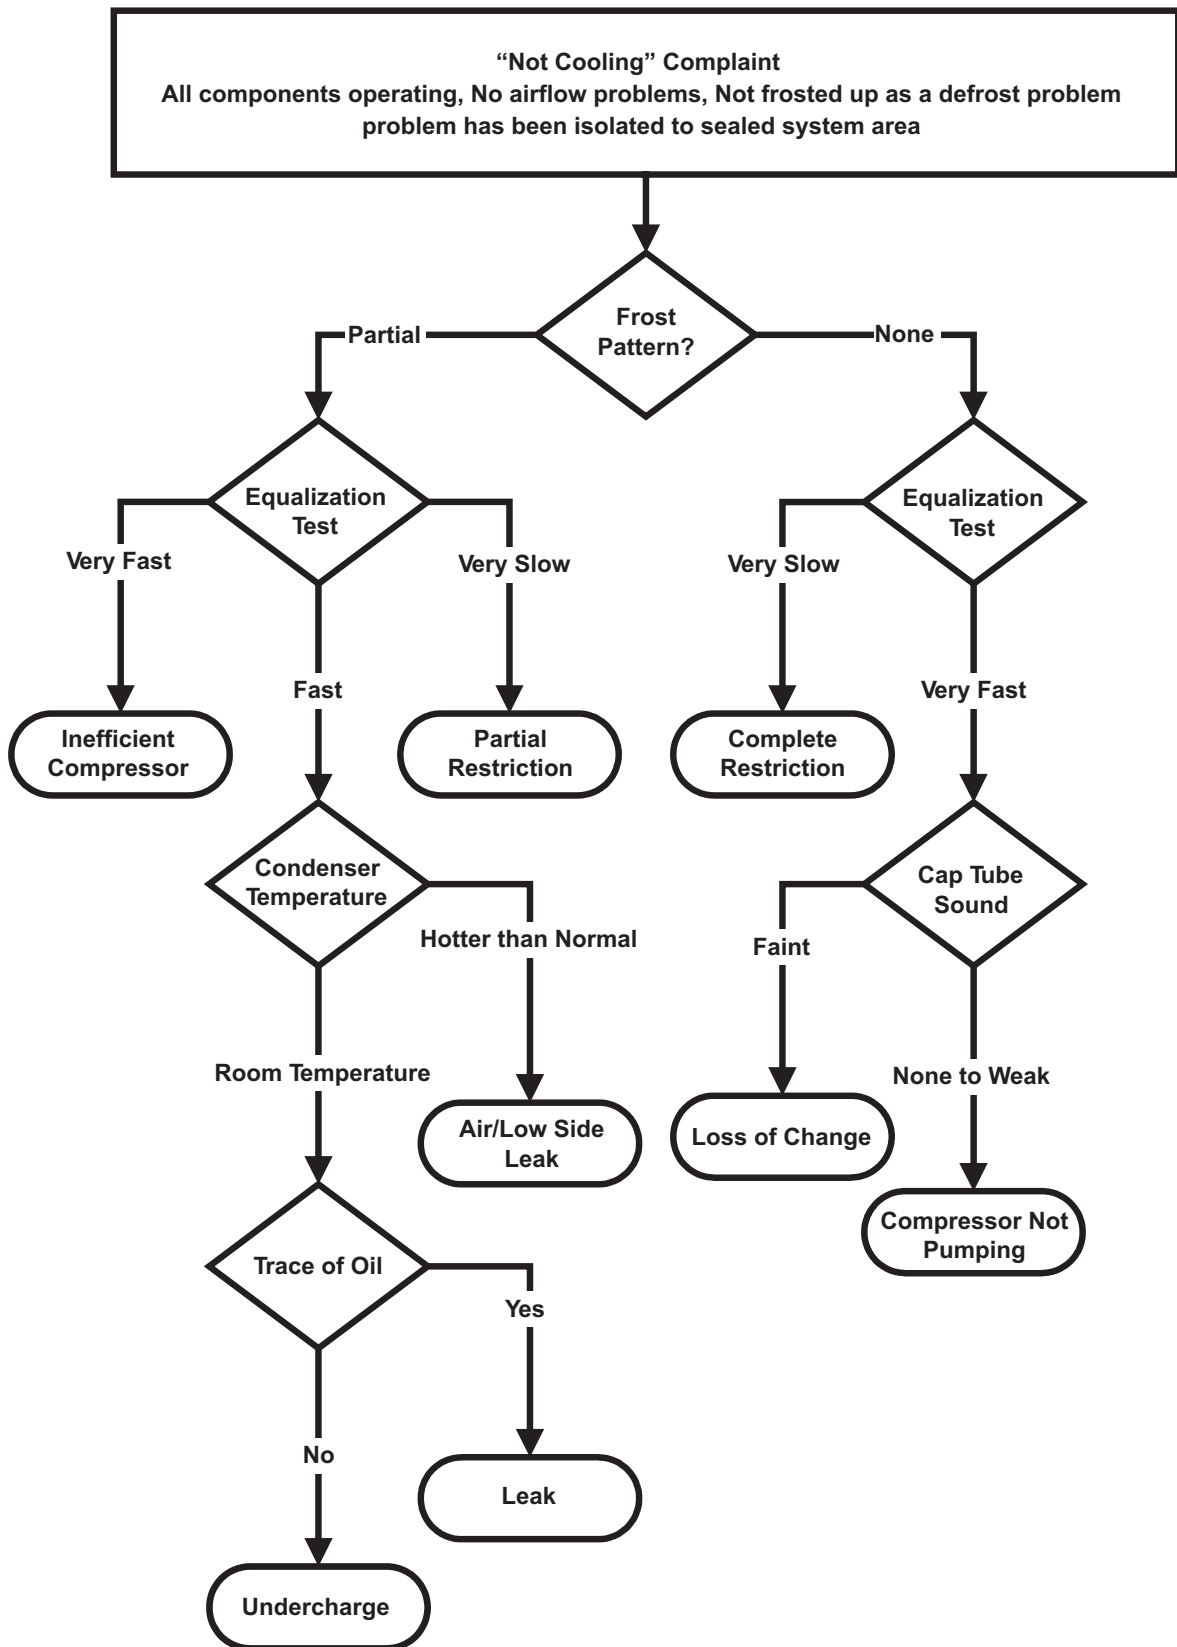 “Not Cooling” Complaint
All components operating, No airflow problems, Not frosted up as a defrost problem
problem has been isolated to sealed system area
Frost
Pattern?
Partial
None
Equalization
Test
Equalization
Test
Very Fast
Very Slow
Very Slow
Fast
Very Fast
Inefficient
Compressor
Partial
Restriction
Complete
Restriction
Condenser
Temperature
Cap Tube
Sound
Hotter than Normal
Faint
Room Temperature
None to Weak
Air/Low Side
Leak
Loss of Change
Compressor Not
Pumping
Trace of Oil
Yes
No
Leak
Undercharge